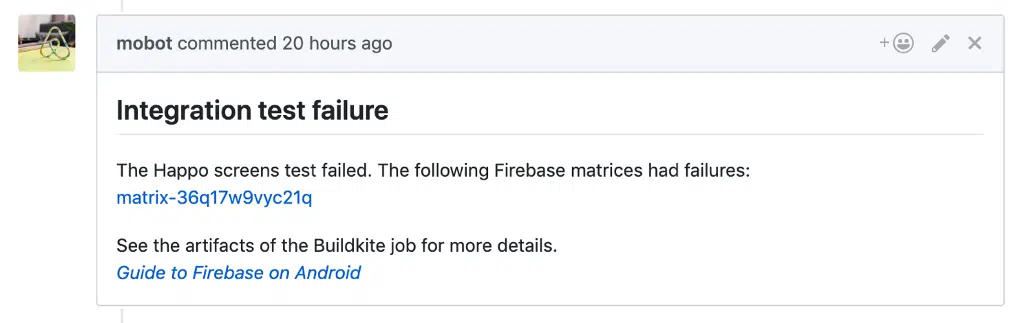 mobot commented 20 hours ago
Integration test failure
The Happo screens test failed. The following Firebase matrices had failures:
matrix-36q17w9vyc21q
See the artifacts of the Buildkite job for more details.
Guide to Firebase on Android